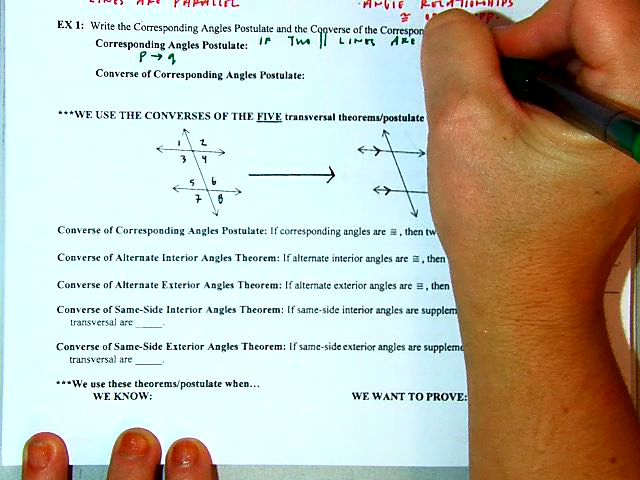 LINES ARE PARALLEL
ANGLE RELATIONSHIPS
≅
EX 1: Write the Corresponding Angles Postulate and the Converse of the Correspon
Corresponding Angles Postulate: IF TWO || LINES ARE
P → q
Converse of Corresponding Angles Postulate:
***WE USE THE CONVERSES OF THE FIVE transversal theorems/postulate
1 2
3 4
5 6
7 8
Converse of Corresponding Angles Postulate: If corresponding angles are ≅, then tw
Converse of Alternate Interior Angles Theorem: If alternate interior angles are ≅, then
Converse of Alternate Exterior Angles Theorem: If alternate exterior angles are ≅, then
Converse of Same-Side Interior Angles Theorem: If same-side interior angles are supplem
transversal are _____.
Converse of Same-Side Exterior Angles Theorem: If same-side exterior angles are suppleme
transversal are _____.
***We use these theorems/postulate when...
WE KNOW: WE WANT TO PROVE: